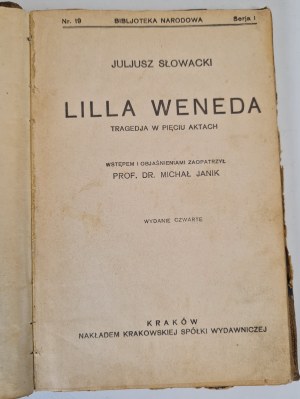 Nr. 19 BIBLJOTEKA NARODOWA Serja I
JULJUSZ SŁOWACKI
LILLA WENEDA
TRAGEDJA W PIĘCIU AKTACH
WSTĘPEM I OBJAŚNIENIAMI ZAOPATRZYŁ
PROF. DR. MICHAŁ JANIK
WYDANIE CZWARTE
KRAKÓW
NAKŁADEM KRAKOWSKIEJ SPÓŁKI WYDAWNICZEJ